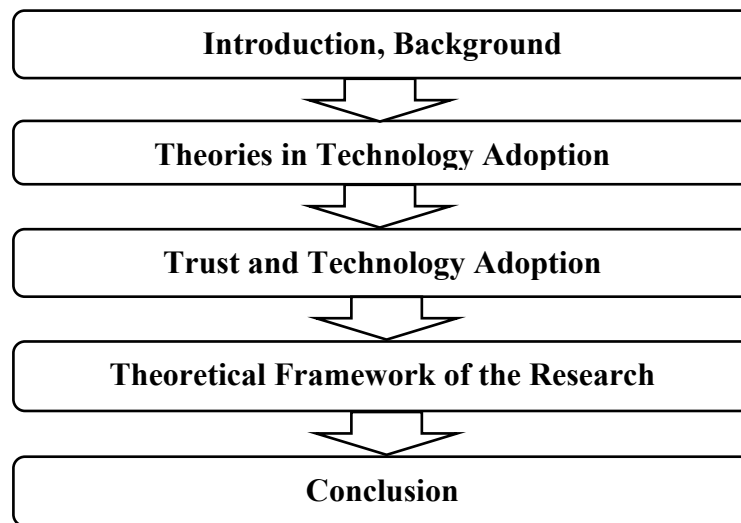 Introduction, Background
Theories in Technology Adoption
Trust and Technology Adoption
Theoretical Framework of the Research
Conclusion